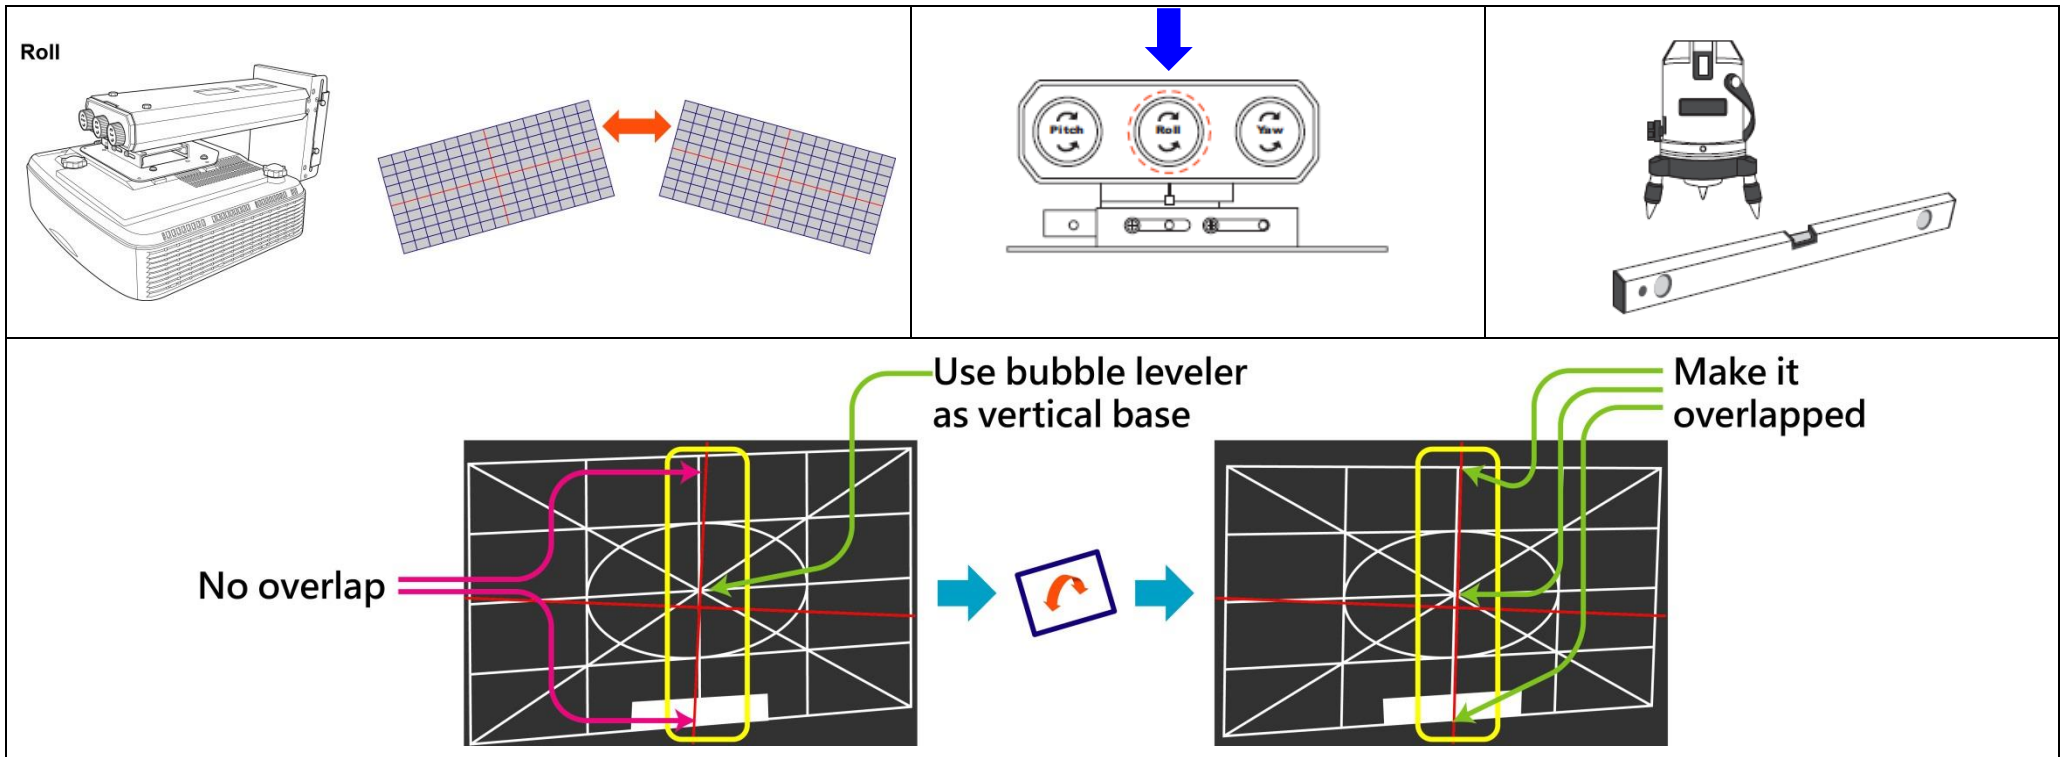 Roll
Pitch
Roll
Yaw
Use bubble leveler
as vertical base
Make it
overlapped
No overlap